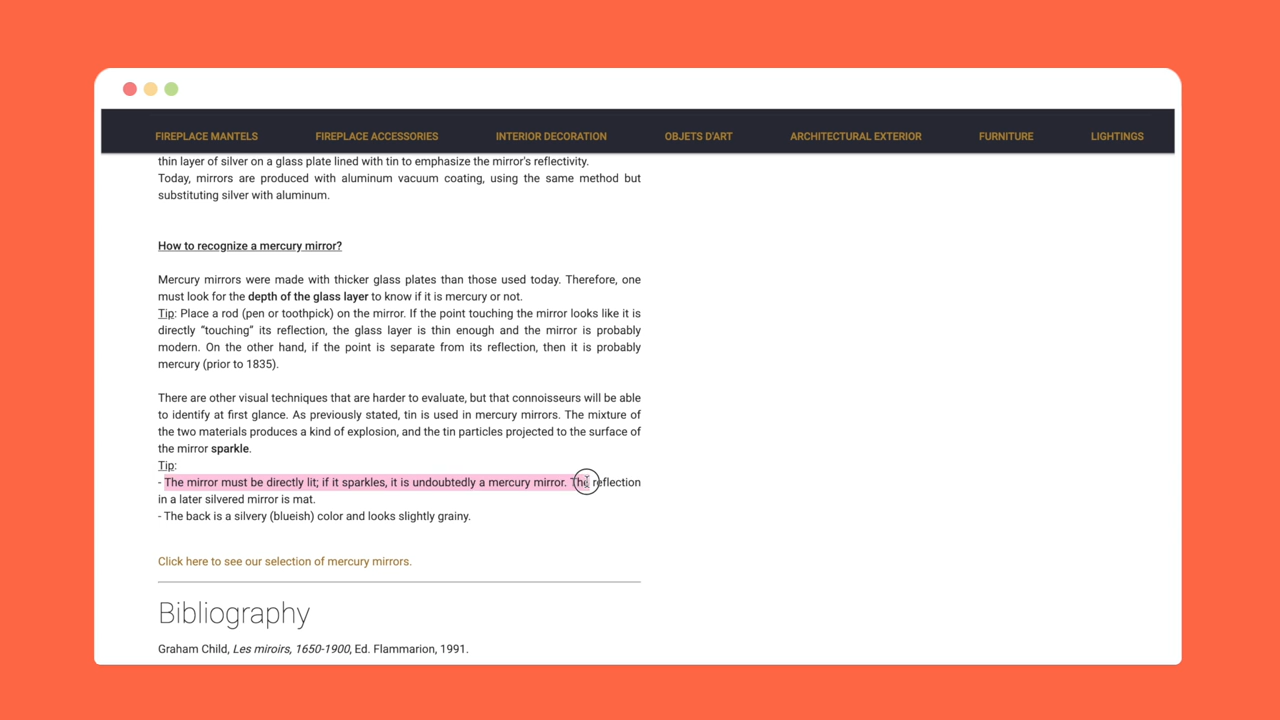 FIREPLACE MANTELS FIREPLACE ACCESSORIES INTERIOR DECORATION OBJETS D'ART ARCHITECTURAL EXTERIOR FURNITURE LIGHTINGS
thin layer of silver on a glass plate lined with tin to emphasize the mirror's reflectivity.
Today, mirrors are produced with aluminum vacuum coating, using the same method but
substituting silver with aluminum.
How to recognize a mercury mirror?
Mercury mirrors were made with thicker glass plates than those used today. Therefore, one
must look for the depth of the glass layer to know if it is mercury or not.
Tip: Place a rod (pen or toothpick) on the mirror. If the point touching the mirror looks like it is
directly “touching” its reflection, the glass layer is thin enough and the mirror is probably
modern. On the other hand, if the point is separate from its reflection, then it is probably
mercury (prior to 1835).
There are other visual techniques that are harder to evaluate, but that connoisseurs will be able
to identify at first glance. As previously stated, tin is used in mercury mirrors. The mixture of
the two materials produces a kind of explosion, and the tin particles projected to the surface of
the mirror sparkle.
Tip:
- The mirror must be directly lit; if it sparkles, it is undoubtedly a mercury mirror. The reflection
in a later silvered mirror is mat.
- The back is a silvery (blueish) color and looks slightly grainy.
Click here to see our selection of mercury mirrors.
Bibliography
Graham Child, Les miroirs, 1650-1900, Ed. Flammarion, 1991.